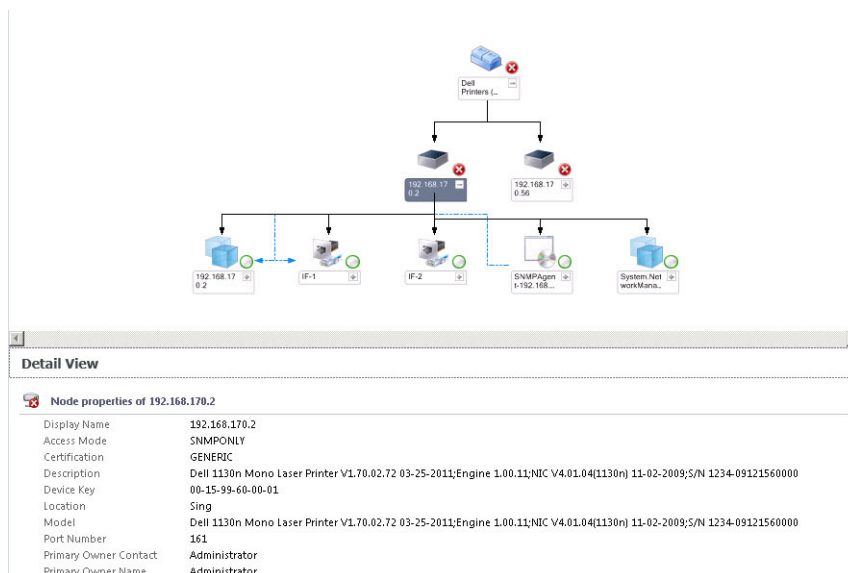 Dell
Printers (...
192.168.17
0.2
192.168.17
0.56
192.168.17
0.2
IF-1
IF-2
SNMPAgen
t-192.168...
System.Net
workMana...
Detail View
Node properties of 192.168.170.2
Display Name 192.168.170.2
Access Mode SNMPONLY
Certification GENERIC
Description Dell 1130n Mono Laser Printer V1.70.02.72 03-25-2011;Engine 1.00.11;NIC V4.01.04(1130n) 11-02-2009;S/N 1234-09121560000
Device Key 00-15-99-60-00-01
Location Sing
Model Dell 1130n Mono Laser Printer V1.70.02.72 03-25-2011;Engine 1.00.11;NIC V4.01.04(1130n) 11-02-2009;S/N 1234-09121560000
Port Number 161
Primary Owner Contact Administrator
Primary Owner Name Administrator